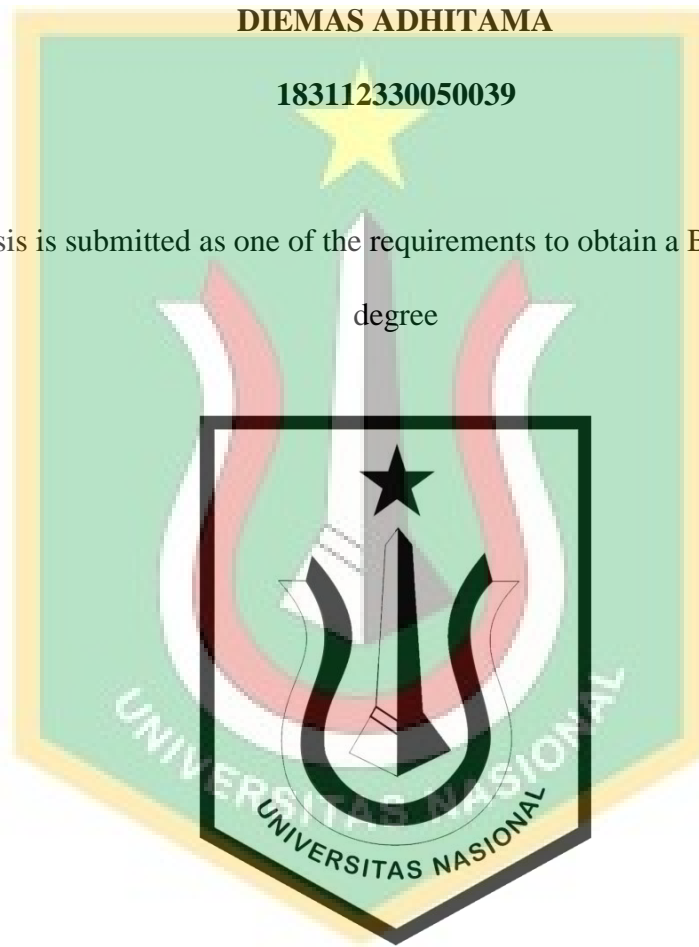 DIEMAS ADHITAMA
183112330050039
sis is submitted as one of the requirements to obtain a B
degree
UNIVERSITAS NASIONAL
UNIVERSITAS NASIONAL